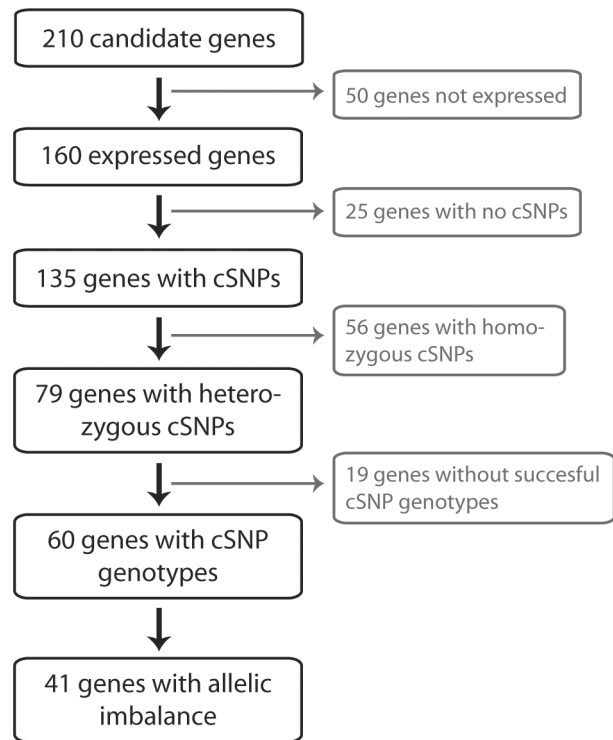 210 candidate genes
50 genes not expressed
160 expressed genes
25 genes with no cSNPs
135 genes with cSNPs
56 genes with homo-
zygous cSNPs
79 genes with hetero-
zygous cSNPs
19 genes without succesful
cSNP genotypes
60 genes with cSNP
genotypes
41 genes with allelic
imbalance